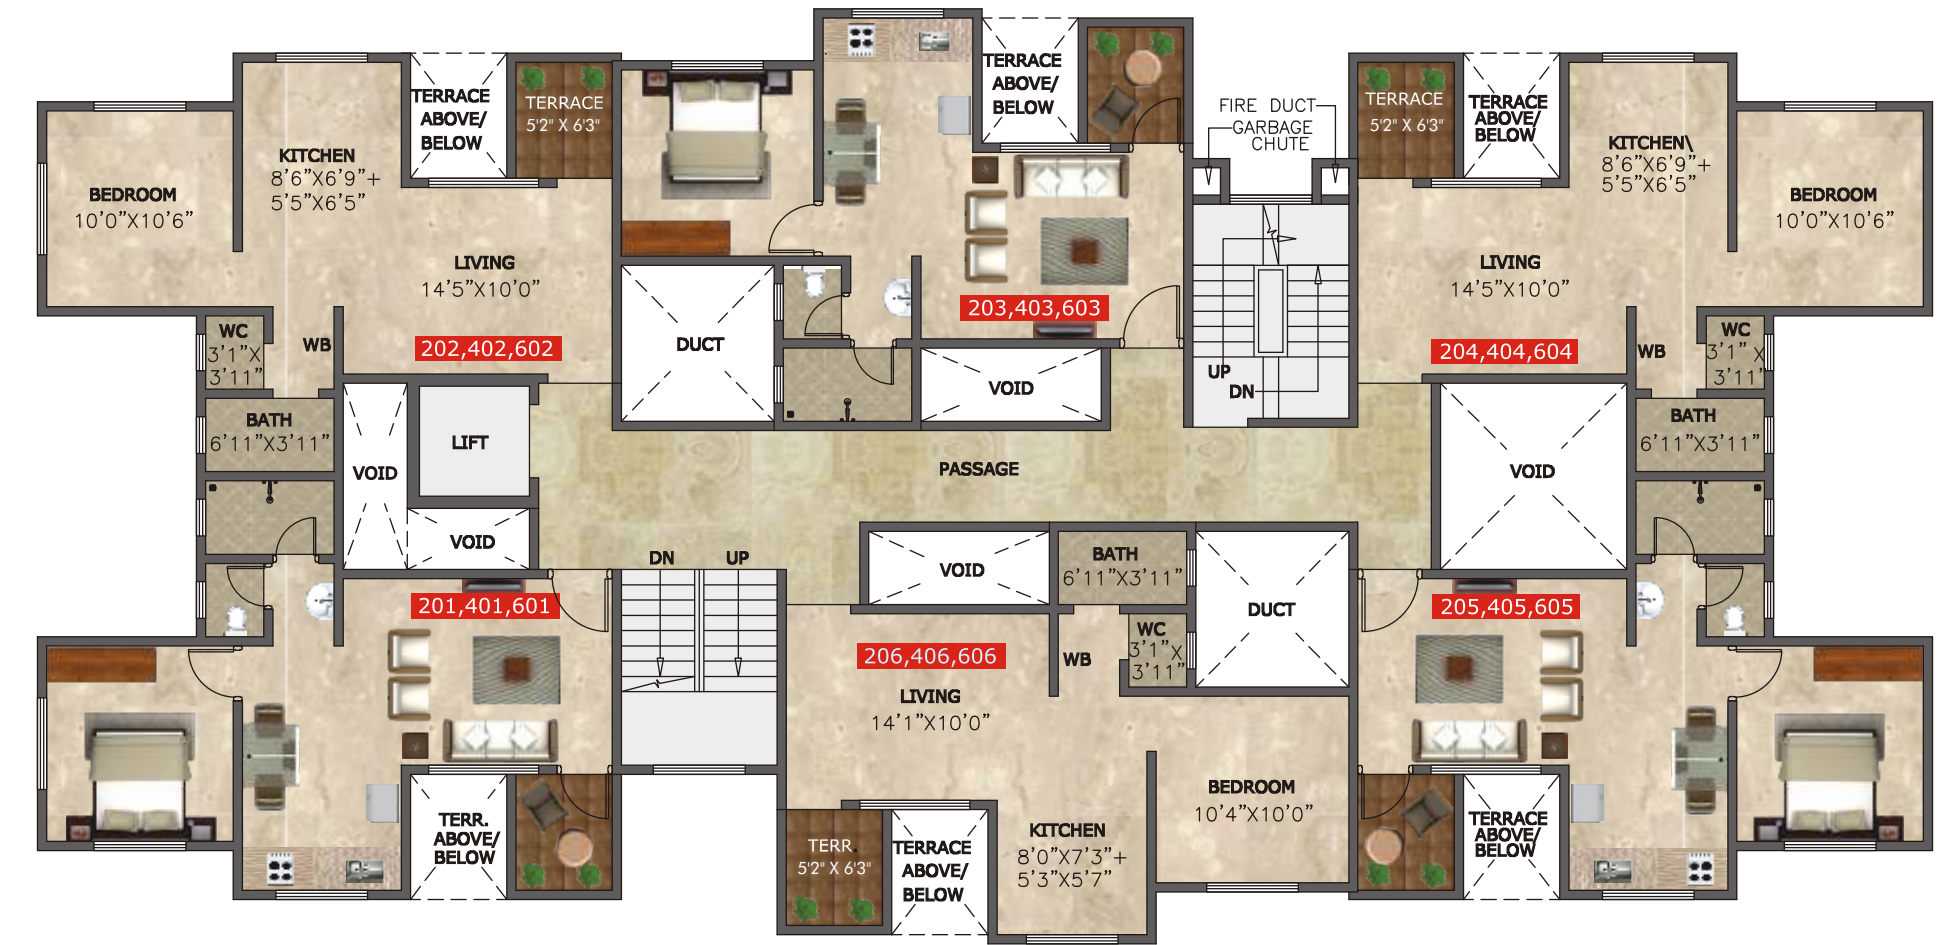 TERRACE
ABOVE/
BELOW
TERRACE
5'2" X 6'3"
KITCHEN
8'6"X6'9"+
5'5"X6'5"
BEDROOM
10'0"X10'6"
LIVING
14'5"X10'0"
202,402,602
WC
3'1"X
3'11"
WB
BATH
6'11"X3'11"
VOID
LIFT
VOID
DUCT
TERRACE
ABOVE/
BELOW
203,403,603
VOID
FIRE DUCT
GARBAGE
CHUTE
UP
DN
TERRACE
5'2" X 6'3"
TERRACE
ABOVE/
BELOW
KITCHEN\
8'6"X6'9"+
5'5"X6'5"
BEDROOM
10'0"X10'6"
LIVING
14'5"X10'0"
204,404,604
WB
WC
3'1" X
3'11"
BATH
6'11"X3'11"
VOID
PASSAGE
DN
UP
201,401,601
TERR.
ABOVE/
BELOW
VOID
BATH
6'11"X3'11"
WC
3'1"X
3'11"
WB
DUCT
206,406,606
LIVING
14'1"X10'0"
BEDROOM
10'4"X10'0"
KITCHEN
8'0"X7'3"+
5'3"X5'7"
TERR.
5'2" X 6'3"
TERRACE
ABOVE/
BELOW
205,405,605
TERRACE
ABOVE/
BELOW